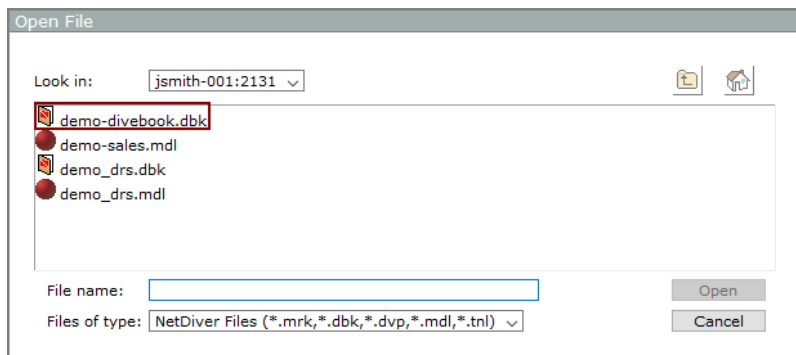 Open File
Look in: jsmith-001:2131
demo-divebook.dbk
demo-sales.mdl
demo_drs.dbk
demo_drs.mdl
File name: Open
Files of type: NetDiver Files (*.mrk,*.dbk,*.dvp,*.mdl,*.tnl) Cancel